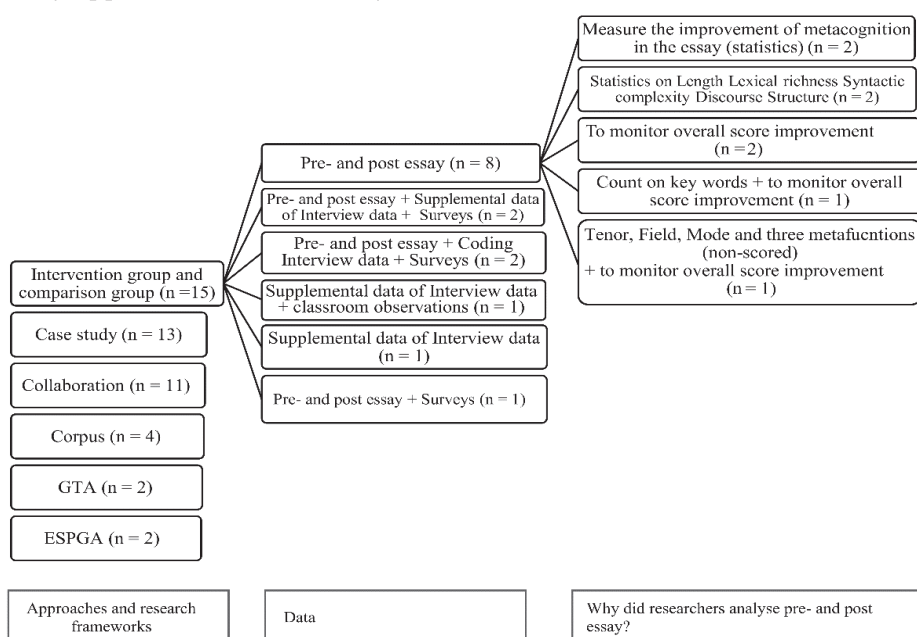 Measure the improvement of metacognition
in the essay (statistics) (n = 2)
Statistics on Length Lexical richness Syntactic
complexity Discourse Structure (n = 2)
To monitor overall score improvement
(n =2)
Count on key words + to monitor overall
score improvement (n = 1)
Tenor, Field, Mode and three metafucntions
(non-scored)
+ to monitor overall score improvement
(n = 1)
Pre- and post essay (n = 8)
Pre- and post essay + Supplemental data
of Interview data + Surveys (n = 2)
Pre- and post essay + Coding
Interview data + Surveys (n = 2)
Supplemental data of Interview data
+ classroom observations (n = 1)
Supplemental data of Interview data
(n = 1)
Pre- and post essay + Surveys (n = 1)
Intervention group and
comparison group (n =15)
Case study (n = 13)
Collaboration (n = 11)
Corpus (n = 4)
GTA (n = 2)
ESPGA (n = 2)
Approaches and research
frameworks
Data
Why did researchers analyse pre- and post
essay?